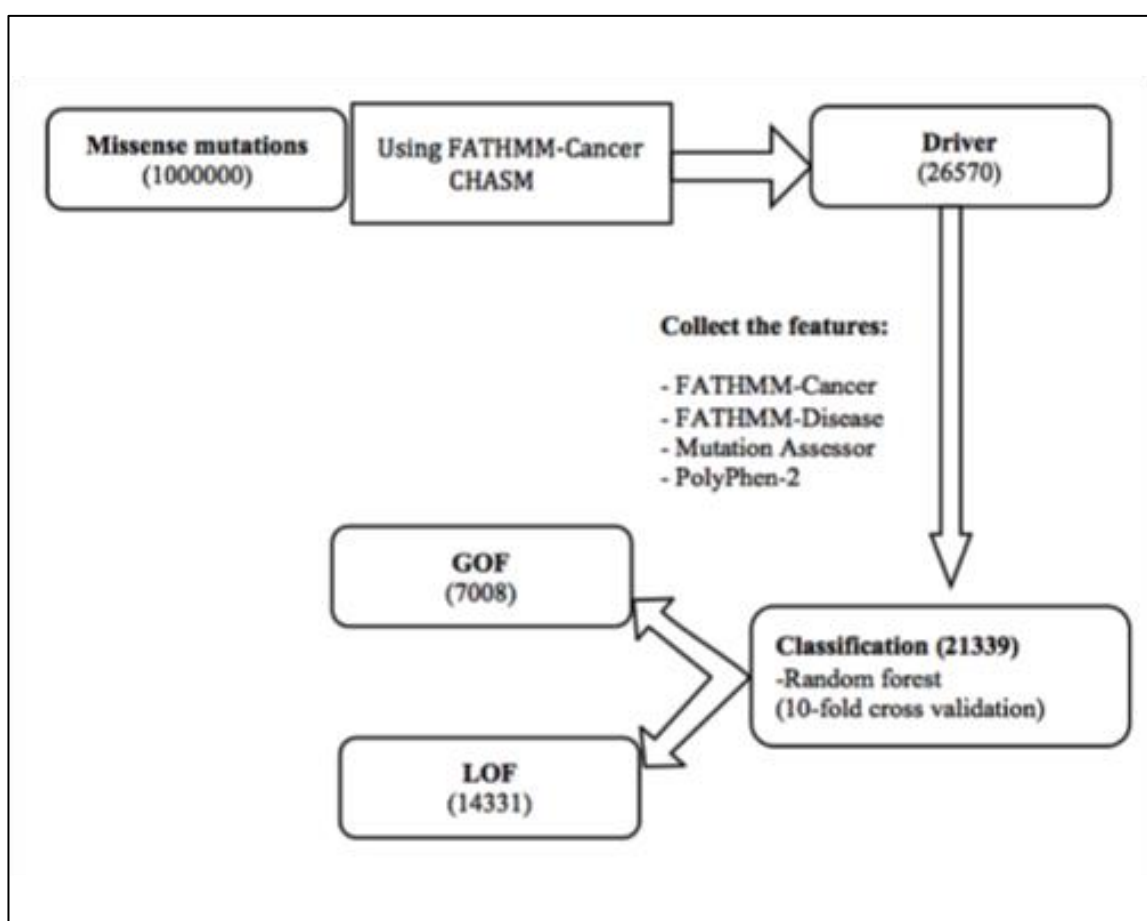 Missense mutations
(1000000)
Using FATHMM-Cancer
CHASM
Driver
(26570)
Collect the features:
- FATHMM-Cancer
- FATHMM-Disease
- Mutation Assessor
- PolyPhen-2
GOF
(7008)
Classification (21339)
-Random forest
(10-fold cross validation)
LOF
(14331)